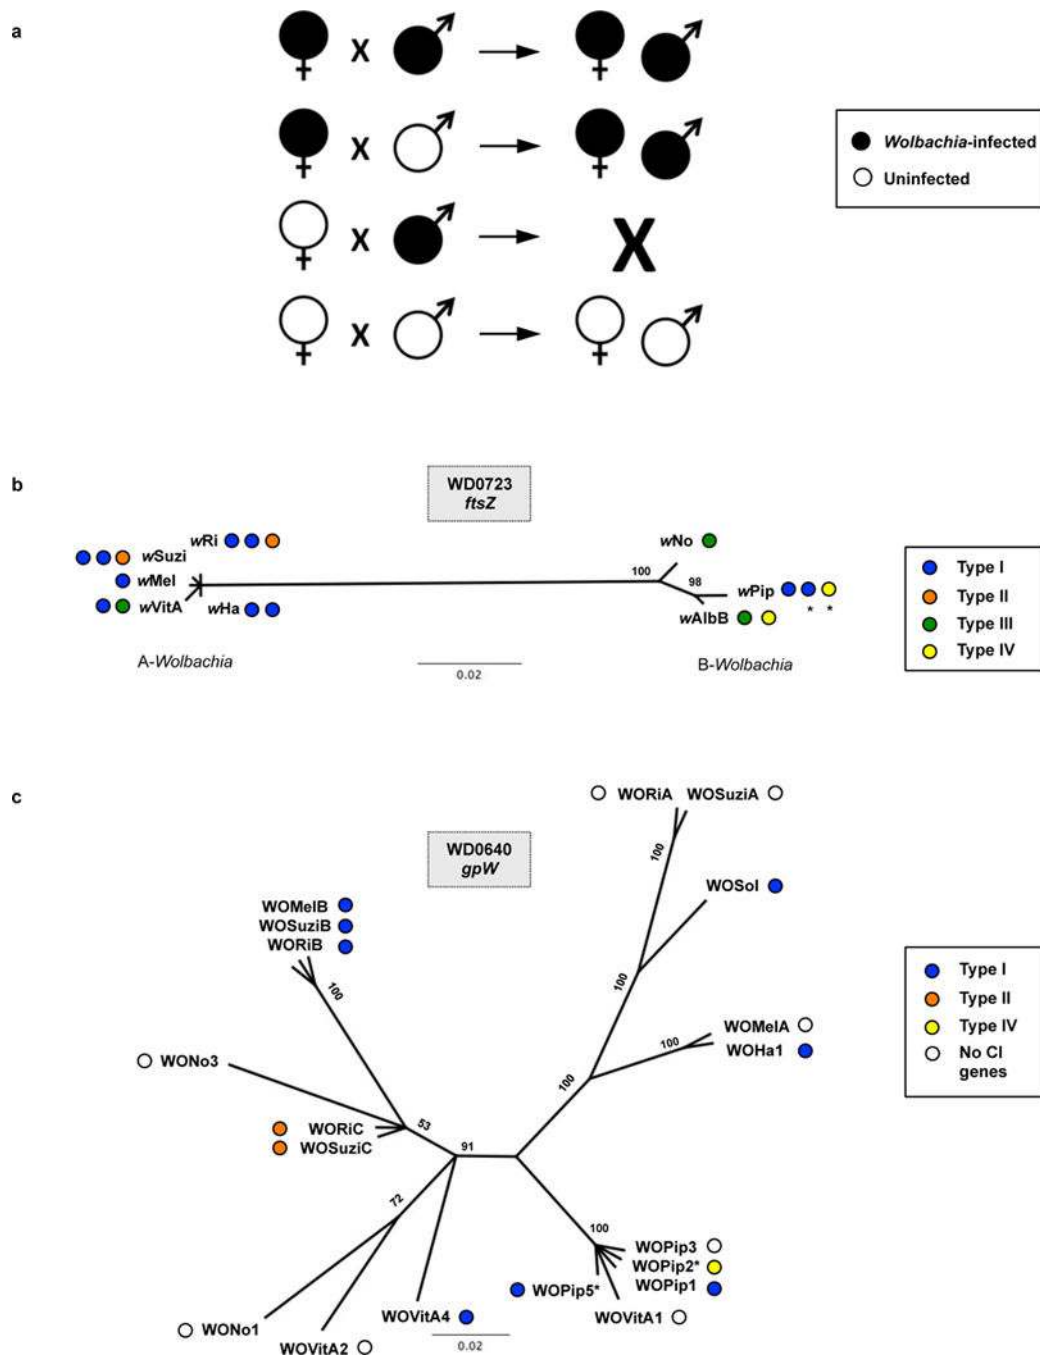 a
X
X
Wolbachia-infected
Uninfected
X
X
X
b
WD0723
ftsZ
wRi
wSuzi
wMel
wVitA
wHa
100
98
wNo
wPip
* *
wAlbB
A-Wolbachia
0.02
B-Wolbachia
Type I
Type II
Type III
Type IV
c
WD0640
gpW
WORiA WOSuziA
100
WOSol
WOMelB
WOSuziB
WORiB
100
100
WOMelA
100
WOHa1
100
WONo3
53
WORiC
WOSuziC
91
72
100
WOPip3
WOPip2*
WOPip1
WOPip5*
WOVitA1
WOVitA4
WONo1
WOVitA2
0.02
Type I
Type II
Type IV
No CI
genes